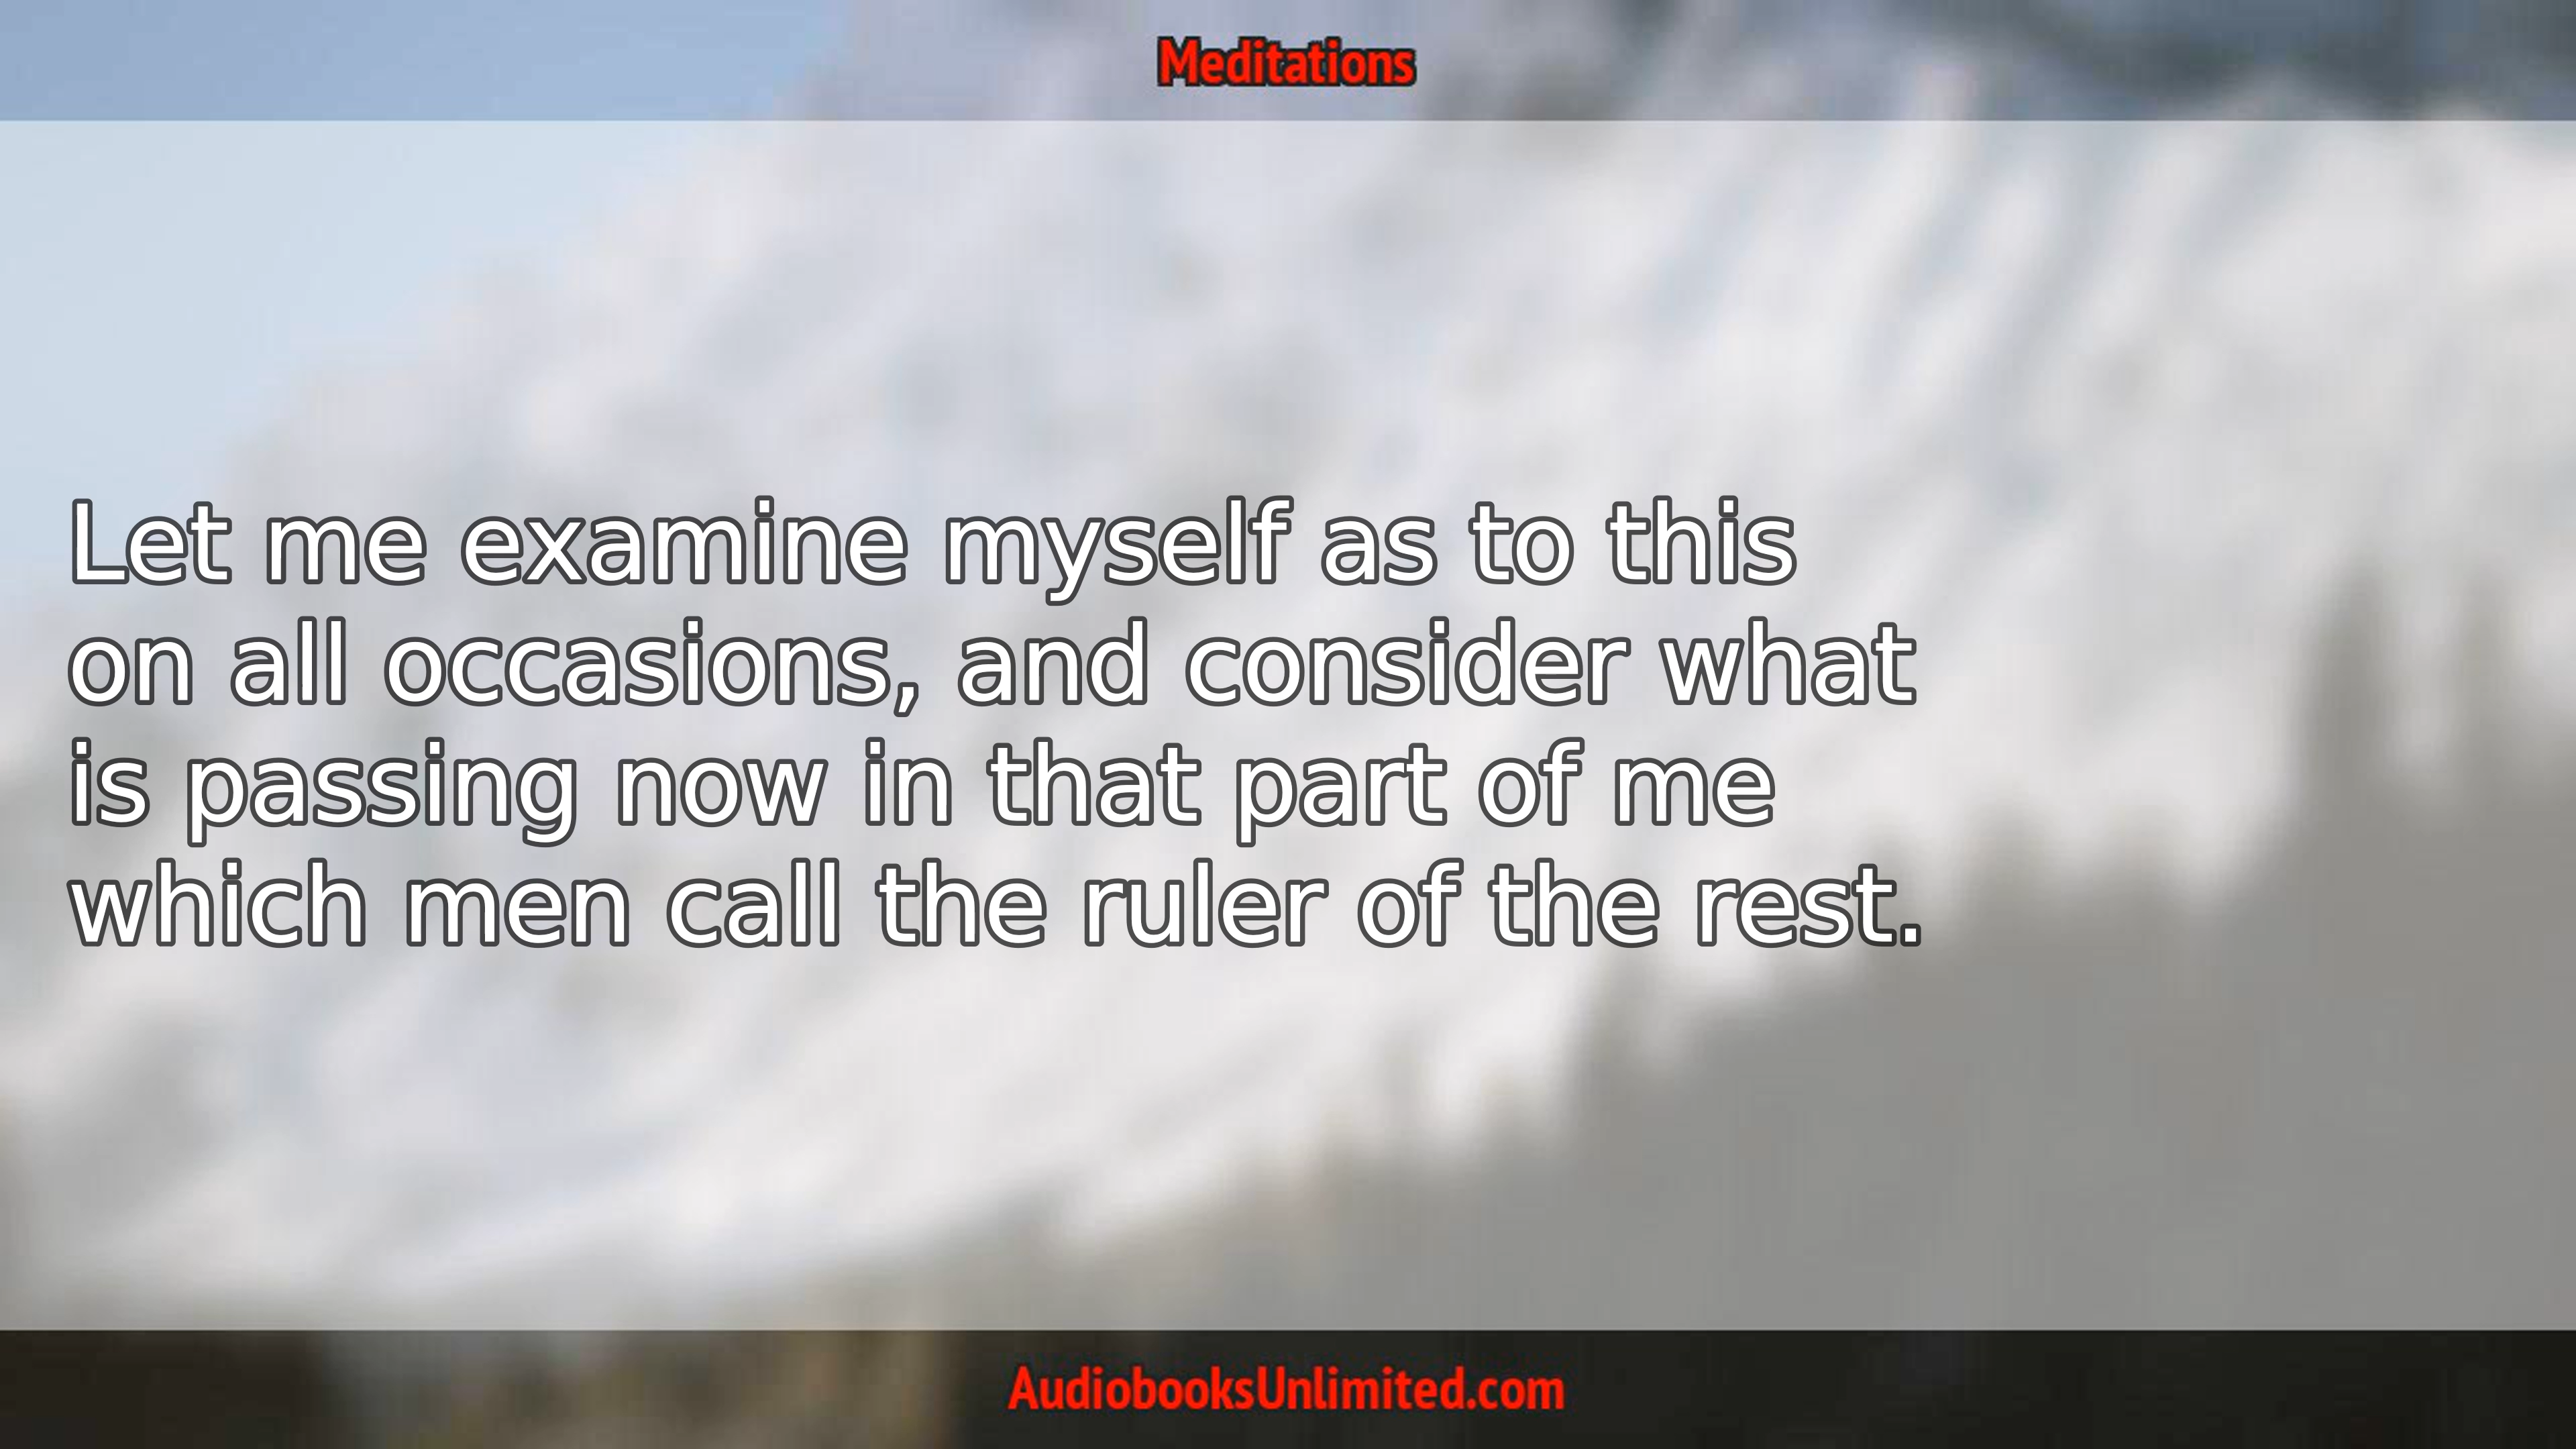 Meditations
Let me examine myself as to this
on all occasions, and consider what
is passing now in that part of me
which men call the ruler of the rest.
AudiobooksUnlimited.com